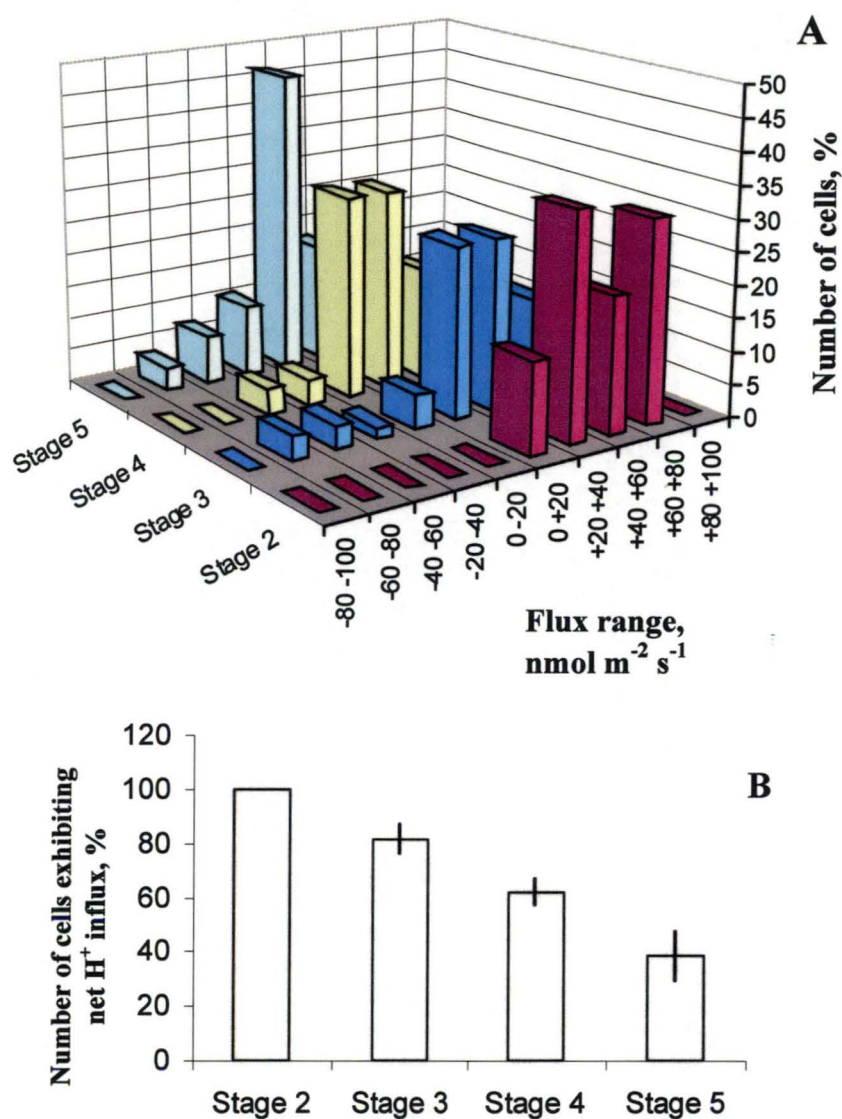 A
50
45
40
35
30
25
20
15
10
5
0
Number of cells, %
Stage 5
Stage 4
Stage 3
Stage 2
-80 -100
-60 -80
-40 -60
-20 -40
0 -20
0 +20
+20 +40
+40 +60
+60 +80
+80 +100
Flux range,
nmol m⁻² s⁻¹
B
120
100
80
60
40
20
0
Number of cells exhibiting
net H⁺ influx, %
Stage 2 Stage 3 Stage 4 Stage 5